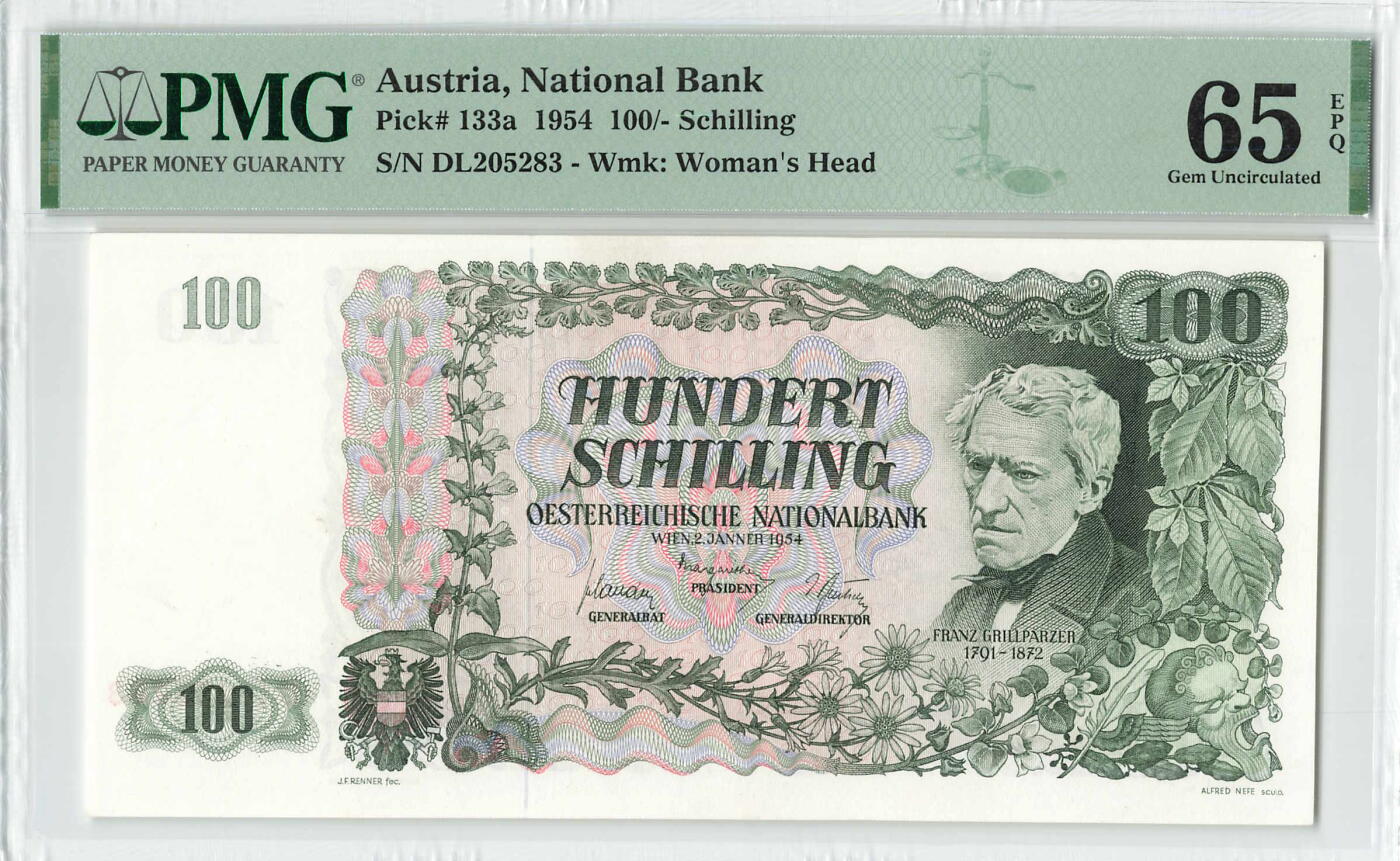 PMG®
PAPER MONEY GUARANTY
Austria, National Bank
Pick# 133a 1954 100/- Schilling
S/N DL205283 - Wmk: Woman's Head
65
EPQ
Gem Uncirculated
100
100
HUNDERT
SCHILLING
OESTERREICHISCHE NATIONALBANK
WIEN, 2. JÄNNER 1954
PRÄSIDENT
GENERALRAT
GENERALDIREKTOR
FRANZ GRILLPARZER
1791-1872
100
J.F.RENNER fec.
ALFRED NEFE sculp.